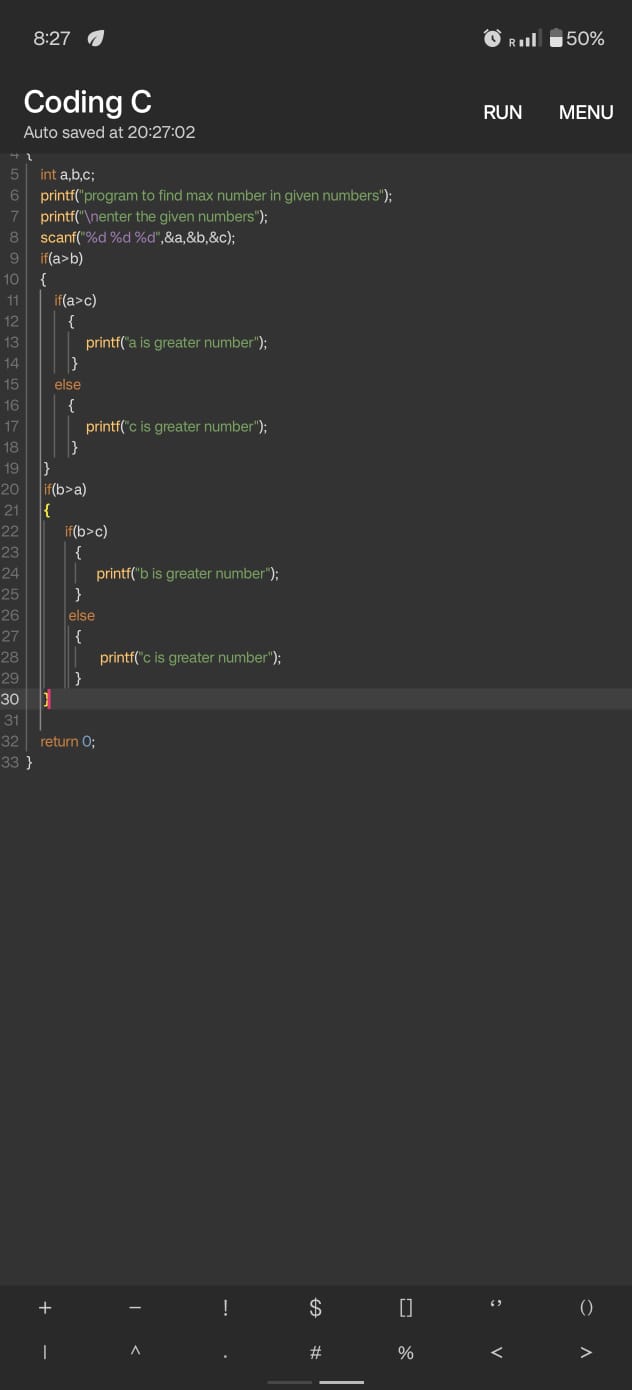 8:27 R 50%
Coding C
RUN MENU
Auto saved at 20:27:02
4 {
5 int a,b,c;
6 printf("program to find max number in given numbers");
7 printf("\nenter the given numbers");
8 scanf("%d %d %d",&a,&b,&c);
9 if(a>b)
10 {
11 if(a>c)
12 {
13 printf("a is greater number");
14 }
15 else
16 {
17 printf("c is greater number");
18 }
19 }
20 if(b>a)
21 {
22 if(b>c)
23 {
24 printf("b is greater number");
25 }
26 else
27 {
28 printf("c is greater number");
29 }
30 }
31
32 return 0;
33 }
+ − ! $ [] ‘’ ()
| ^ . # % < >